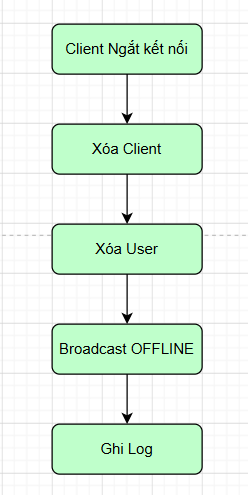 Client Ngắt kết nối
Xóa Client
Xóa User
Broadcast OFFLINE
Ghi Log